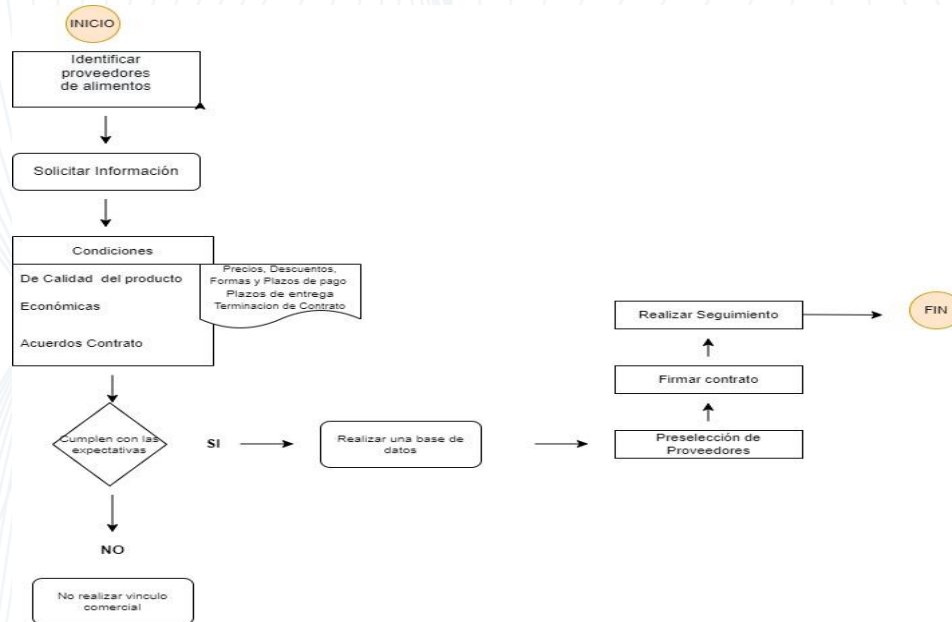 INICIO
Identificar
proveedores
de alimentos
Solicitar Información
Condiciones
De Calidad del producto
Económicas
Acuerdos Contrato
Precios, Descuentos,
Formas y Plazos de pago
Plazos de entrega
Terminacion de Contrato
Cumplen con las
expectativas
SI
Realizar una base de
datos
Preselección de
Proveedores
Firmar contrato
Realizar Seguimiento
FIN
NO
No realizar vinculo
comercial